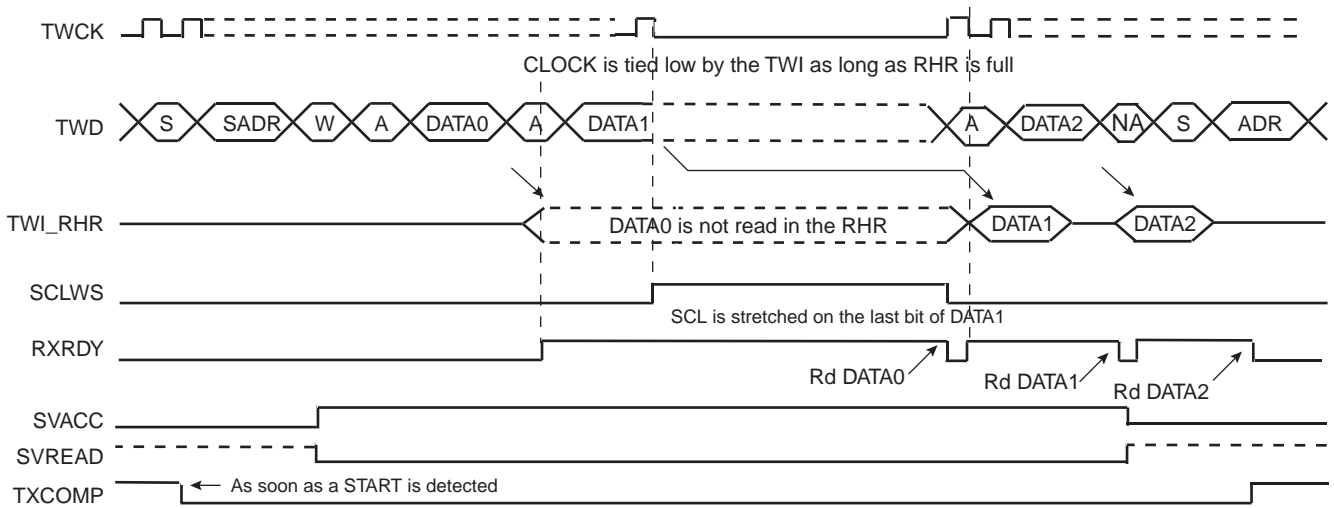 TWCK
CLOCK is tied low by the TWI as long as RHR is full
TWD S SADR W A DATA0 A DATA1 A DATA2 NA S ADR
TWI_RHR DATA0 is not read in the RHR DATA1 DATA2
SCLWS
SCL is stretched on the last bit of DATA1
RXRDY
Rd DATA0 Rd DATA1 Rd DATA2
SVACC
SVREAD
TXCOMP As soon as a START is detected